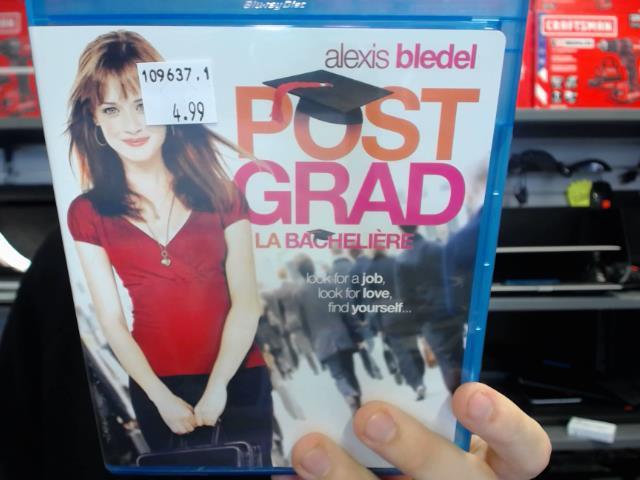 Blu-ray Disc
CRAFTSMAN
alexis bledel
109637.1
4.99
POST
GRAD
LA BACHELIÈRE
look for a job,
look for love,
find yourself...